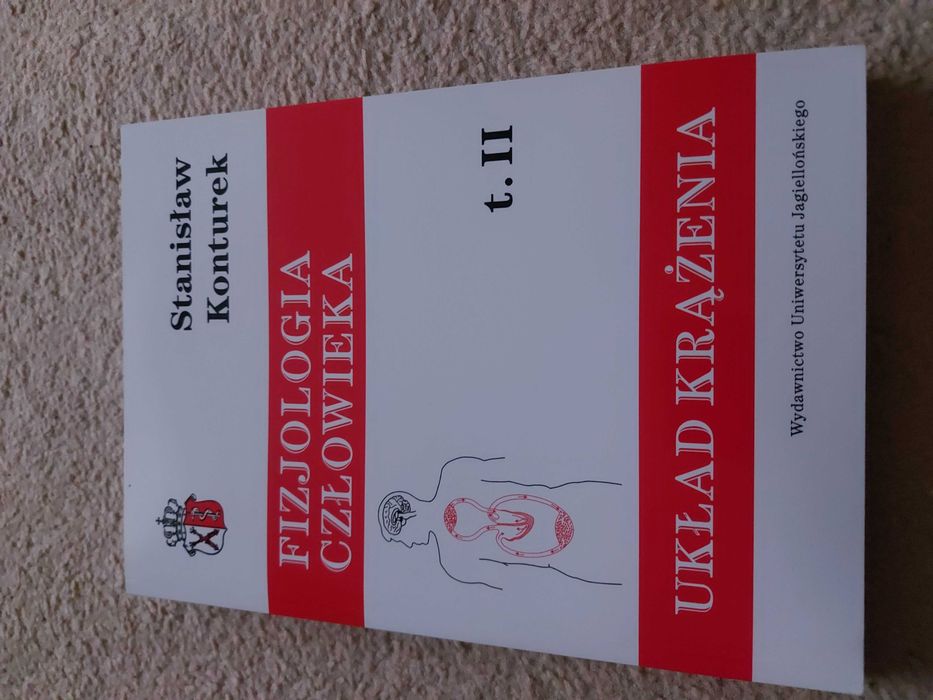 Stanisław
Konturek
FIZJOLOGIA
CZŁOWIEKA
t. II
UKŁAD KRĄŻENIA
Wydawnictwo Uniwersytetu Jagiellońskiego